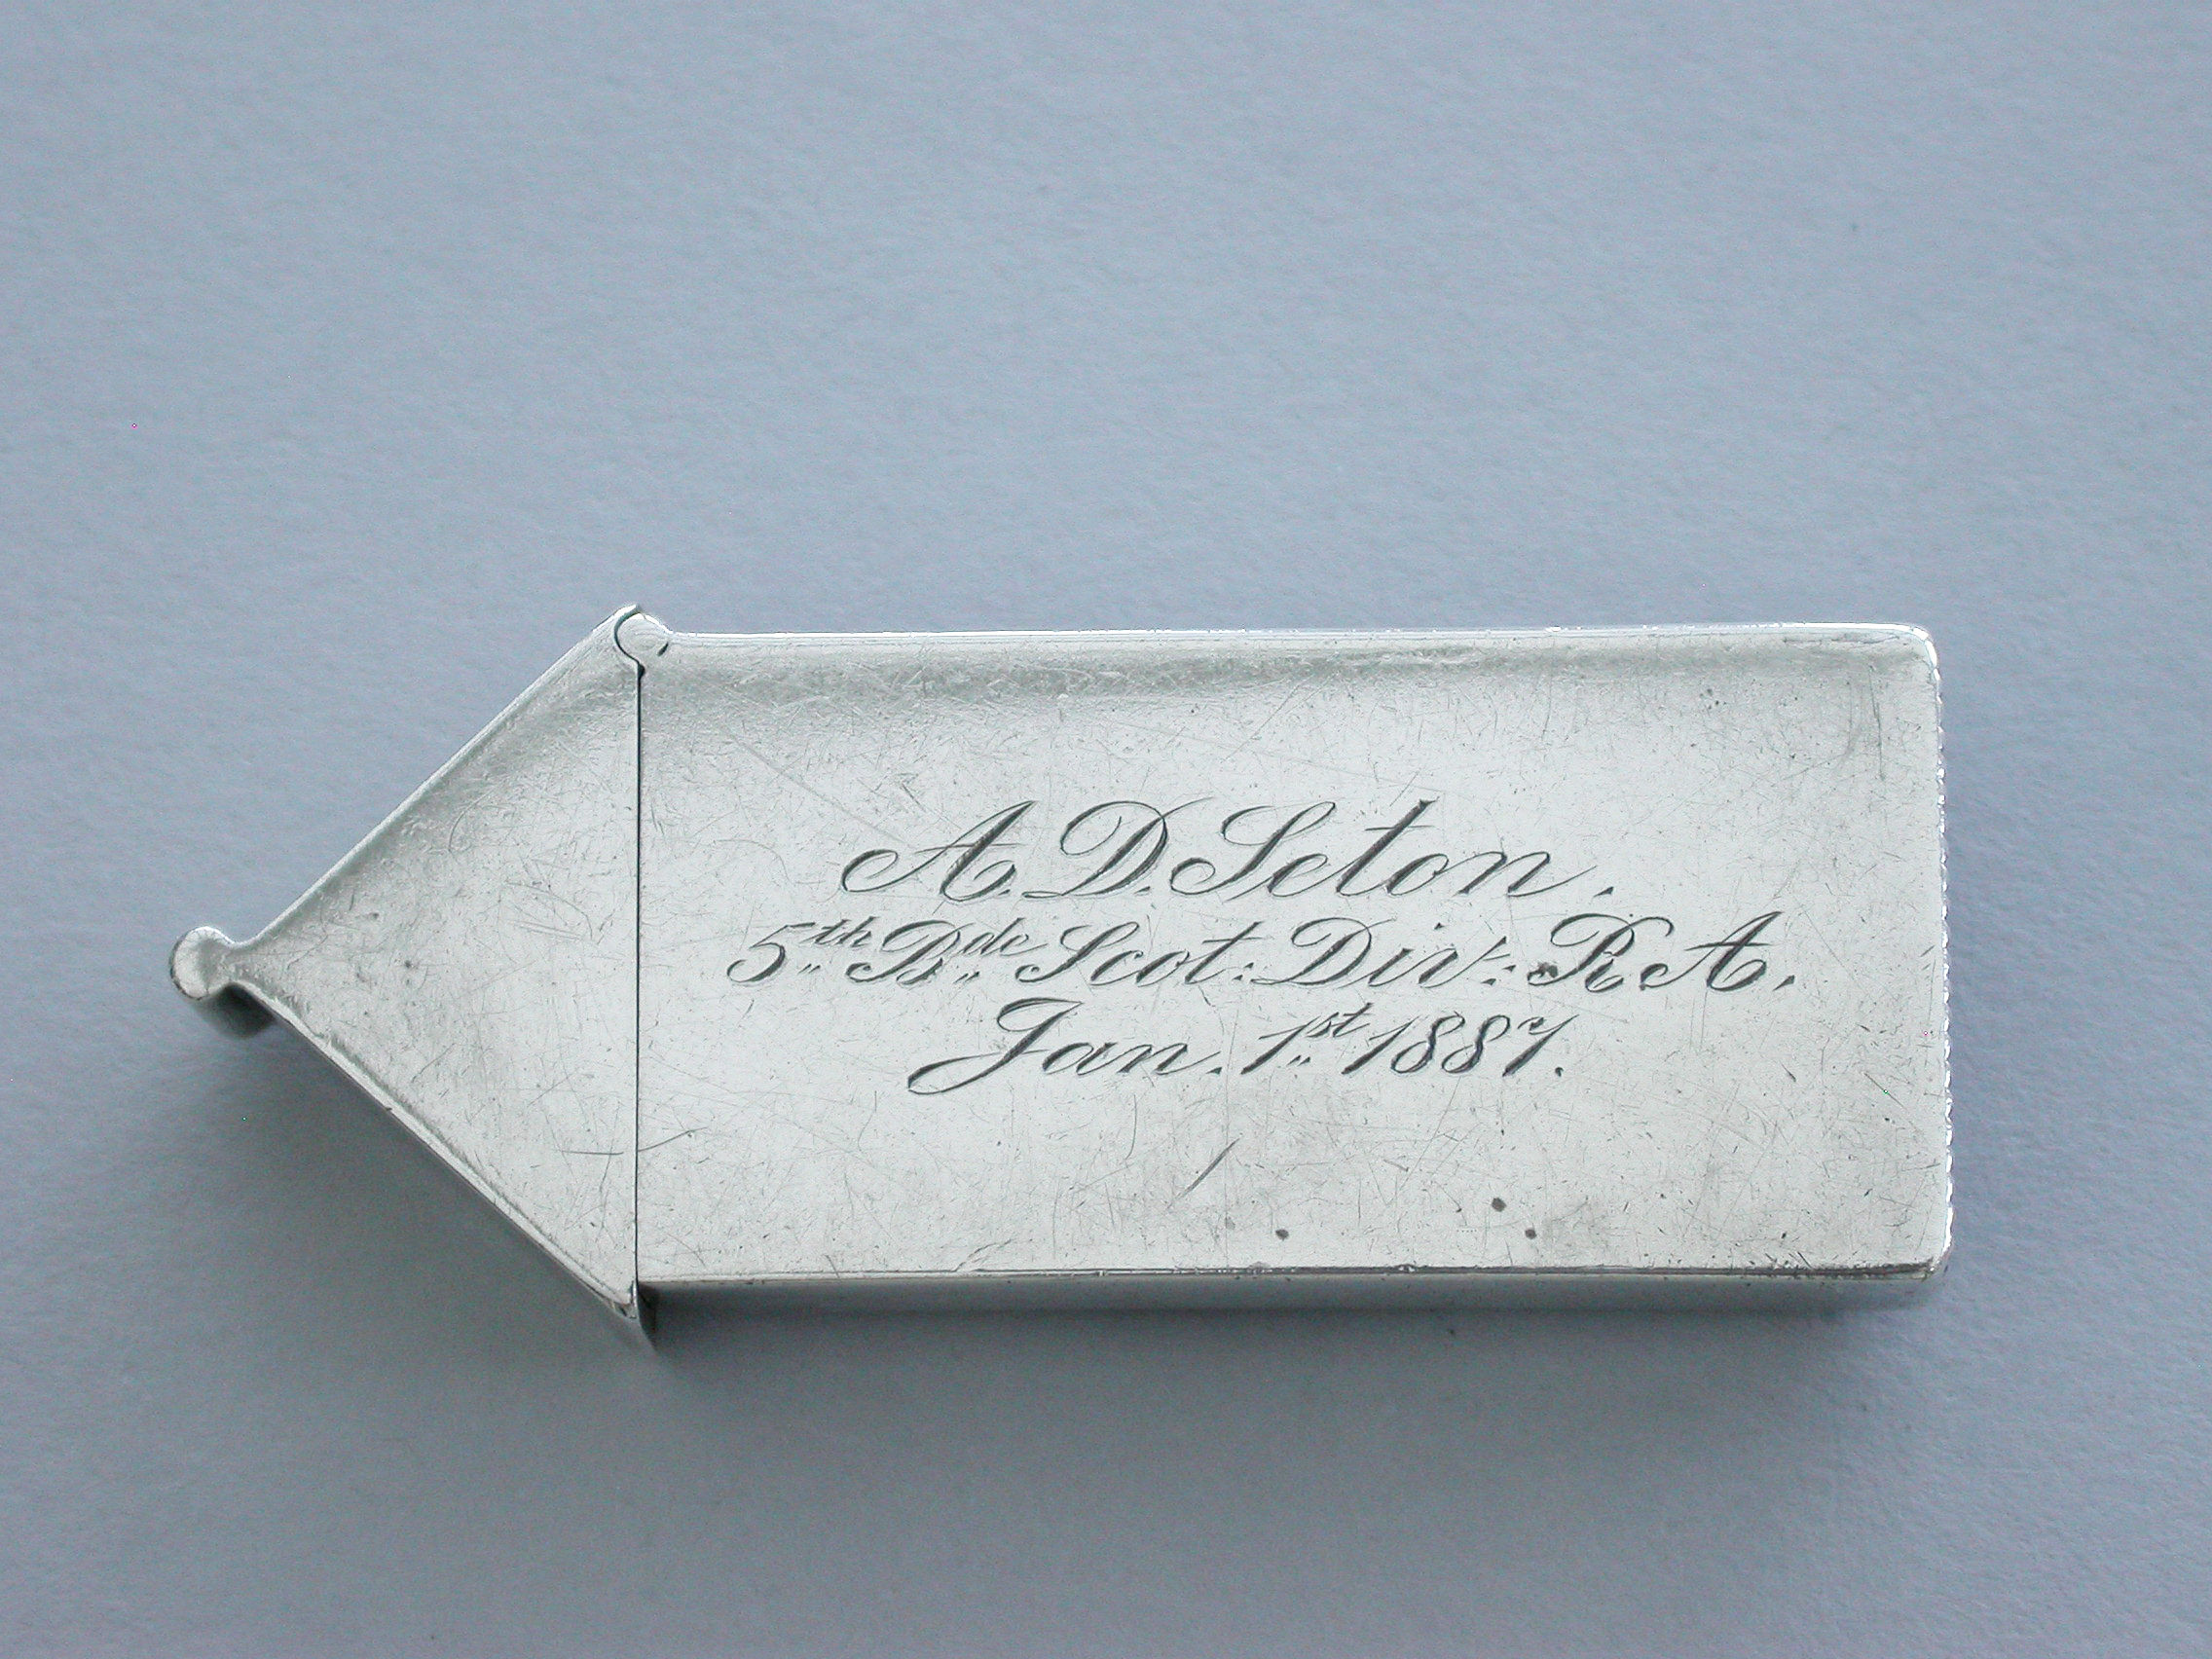 A. D. Seton.
5th Bde Scot: Div: R. A.
Jan. 1st 1887.